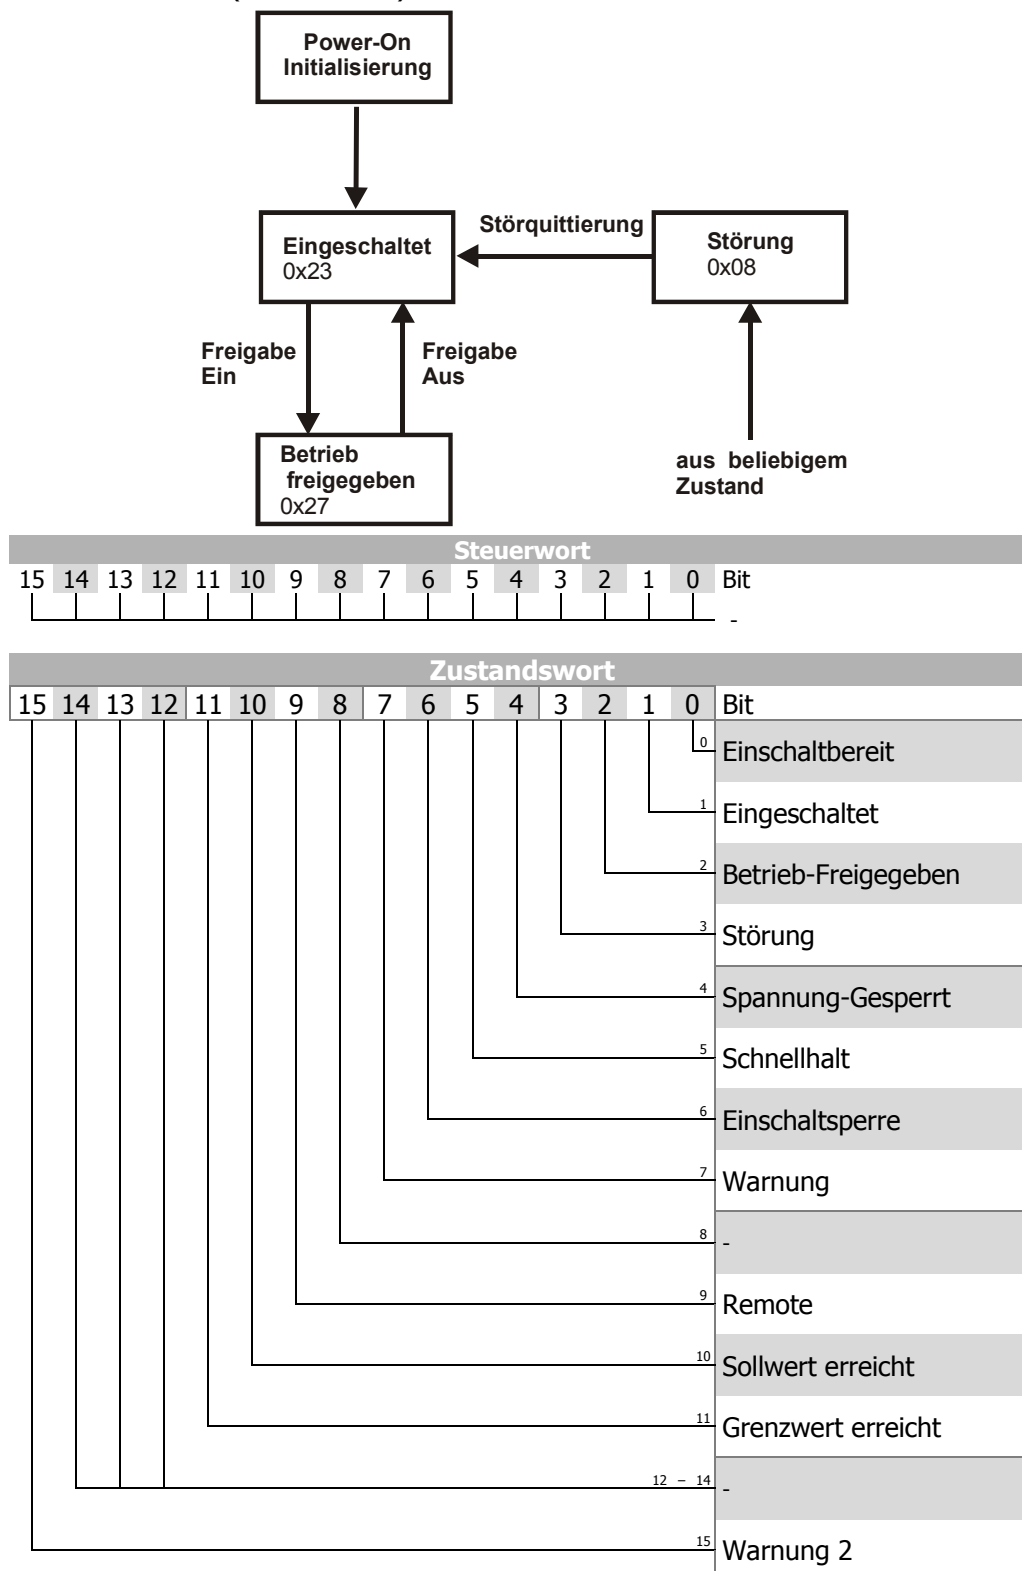 Power-On
Initialisierung
Eingeschaltet
0x23
Störquittierung
Störung
0x08
Freigabe
Ein
Freigabe
Aus
Betrieb
freigegeben
0x27
aus beliebigem
Zustand
Steuerwort
15 14 13 12 11 10 9 8 7 6 5 4 3 2 1 0 Bit
-
Zustandswort
15 14 13 12 11 10 9 8 7 6 5 4 3 2 1 0 Bit
0 Einschaltbereit
1 Eingeschaltet
2 Betrieb-Freigegeben
3 Störung
4 Spannung-Gesperrt
5 Schnellhalt
6 Einschaltsperre
7 Warnung
8 -
9 Remote
10 Sollwert erreicht
11 Grenzwert erreicht
12 – 14 -
15 Warnung 2